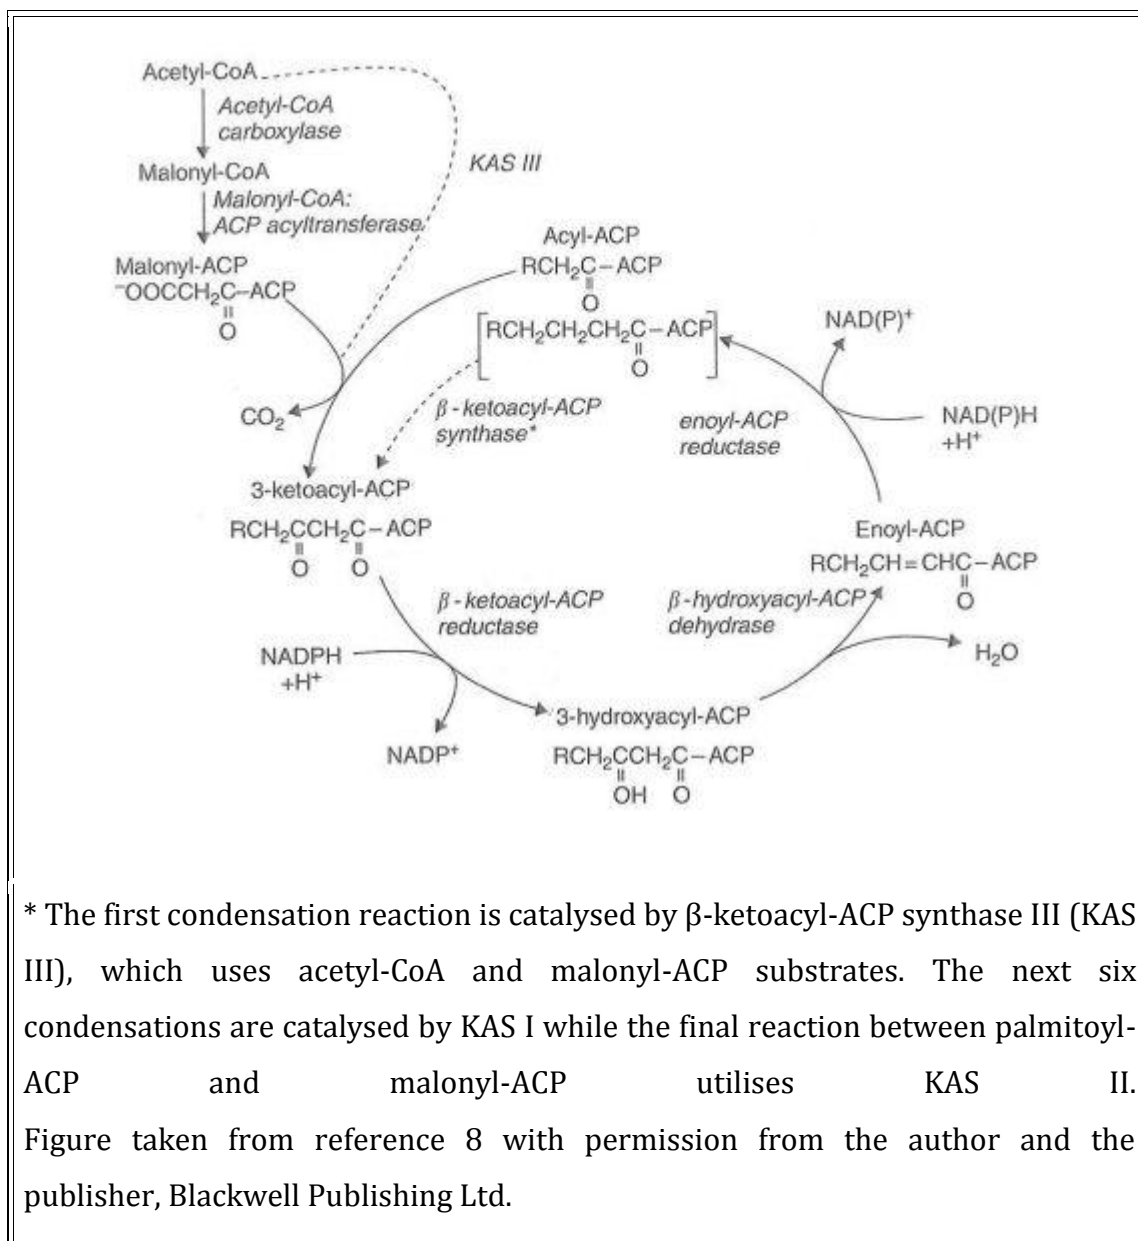 Acetyl-CoA
Acetyl-CoA
carboxylase
Malonyl-CoA
KAS III
Malonyl-CoA:
ACP acyltransferase
Malonyl-ACP
⁻OOCCH₂C–ACP
O
Acyl-ACP
RCH₂C–ACP
O
RCH₂CH₂CH₂C–ACP
O
NAD(P)⁺
CO₂
β-ketoacyl-ACP
synthase*
enoyl-ACP
reductase
NAD(P)H
+H⁺
3-ketoacyl-ACP
RCH₂CCH₂C–ACP
O O
Enoyl-ACP
RCH₂CH=CHC–ACP
O
β-ketoacyl-ACP
reductase
β-hydroxyacyl-ACP
dehydrase
NADPH
+H⁺
H₂O
3-hydroxyacyl-ACP
NADP⁺
RCH₂CCH₂C–ACP
OH O
* The first condensation reaction is catalysed by β-ketoacyl-ACP synthase III (KAS
III), which uses acetyl-CoA and malonyl-ACP substrates. The next six
condensations are catalysed by KAS I while the final reaction between palmitoyl-
ACP and malonyl-ACP utilises KAS II.
Figure taken from reference 8 with permission from the author and the
publisher, Blackwell Publishing Ltd.